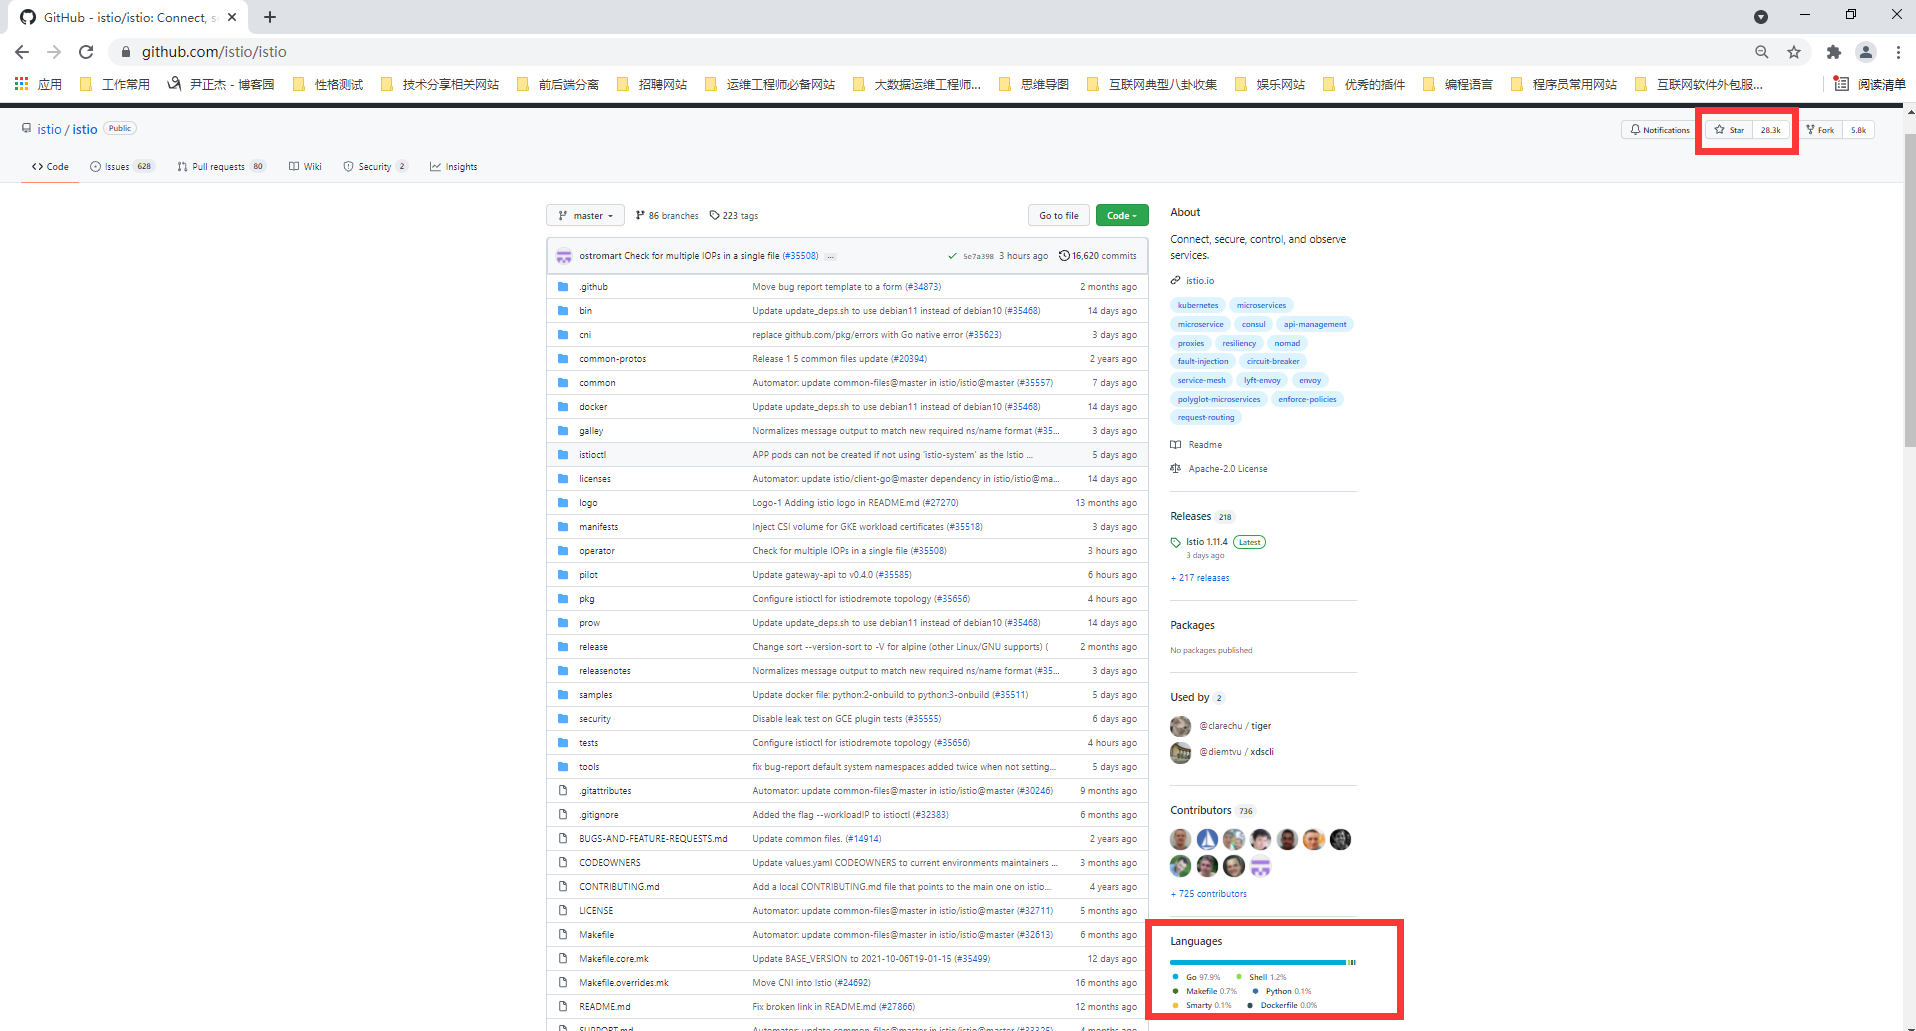 GitHub - istio/istio: Connect, s
github.com/istio/istio
应用 工作常用 尹正杰 - 博客园 性格测试 技术分享相关网站 前后端分离 招聘网站 运维工程师必备网站 大数据运维工程师... 思维导图 互联网典型八卦收集 娱乐网站 优秀的插件 编程语言 程序员常用网站 互联网软件外包服... 阅读清单
istio / istio Public Notifications Star 28.3k Fork 5.8k
Code Issues 628 Pull requests 80 Wiki Security 2 Insights
master 86 branches 223 tags Go to file Code
ostromart Check for multiple IOPs in a single file (#35508) ... 5e7a398 3 hours ago 16,620 commits
.github Move bug report template to a form (#34873) 2 months ago
bin Update update_deps.sh to use debian11 instead of debian10 (#35468) 14 days ago
cni replace github.com/pkg/errors with Go native error (#35623) 3 days ago
common-protos Release 1 5 common files update (#20394) 2 years ago
common Automator: update common-files@master in istio/istio@master (#35557) 7 days ago
docker Update update_deps.sh to use debian11 instead of debian10 (#35468) 14 days ago
galley Normalizes message output to match new required ns/name format (#35... 3 days ago
istioctl APP pods can not be created if not using 'istio-system' as the Istio ... 5 days ago
licenses Automator: update istio/client-go@master dependency in istio/istio@ma... 14 days ago
logo Logo-1 Adding istio logo in README.md (#27270) 13 months ago
manifests Inject CSI volume for GKE workload certificates (#35518) 3 days ago
operator Check for multiple IOPs in a single file (#35508) 3 hours ago
pilot Update gateway-api to v0.4.0 (#35585) 6 hours ago
pkg Configure istioctl for istiodremote topology (#35656) 4 hours ago
prow Update update_deps.sh to use debian11 instead of debian10 (#35468) 14 days ago
release Change sort --version-sort to -V for alpine (other Linux/GNU supports) ( 2 months ago
releasenotes Normalizes message output to match new required ns/name format (#35... 3 days ago
samples Update docker file: python:2-onbuild to python:3-onbuild (#35511) 5 days ago
security Disable leak test on GCE plugin tests (#35555) 6 days ago
tests Configure istioctl for istiodremote topology (#35656) 4 hours ago
tools fix bug-report default system namespaces added twice when not setting... 5 days ago
.gitattributes Automator: update common-files@master in istio/istio@master (#30246) 9 months ago
.gitignore Added the flag --workloadIP to istioctl (#32383) 6 months ago
BUGS-AND-FEATURE-REQUESTS.md Update common files. (#14914) 2 years ago
CODEOWNERS Update values.yaml CODEOWNERS to current environments maintainers ... 3 months ago
CONTRIBUTING.md Add a local CONTRIBUTING.md file that points to the main one on istio... 4 years ago
LICENSE Automator: update common-files@master in istio/istio@master (#32711) 5 months ago
Makefile Automator: update common-files@master in istio/istio@master (#32613) 6 months ago
Makefile.core.mk Update BASE_VERSION to 2021-10-06T19-01-15 (#35499) 12 days ago
Makefile.overrides.mk Move CNI into Istio (#24692) 16 months ago
README.md Fix broken link in README.md (#27866) 12 months ago
SUPPORT.md Automator: update common-files@master in istio/istio@master (#33325) 4 months ago
About
Connect, secure, control, and observe
services.
istio.io
kubernetes microservices
microservice consul api-management
proxies resiliency nomad
fault-injection circuit-breaker
service-mesh lyft-envoy envoy
polyglot-microservices enforce-policies
request-routing
Readme
Apache-2.0 License
Releases 218
Istio 1.11.4 Latest
3 days ago
+ 217 releases
Packages
No packages published
Used by 2
@clarechu / tiger
@diemtvu / xdscli
Contributors 736
+ 725 contributors
Languages
Go 97.9% Shell 1.2%
Makefile 0.7% Python 0.1%
Smarty 0.1% Dockerfile 0.0%